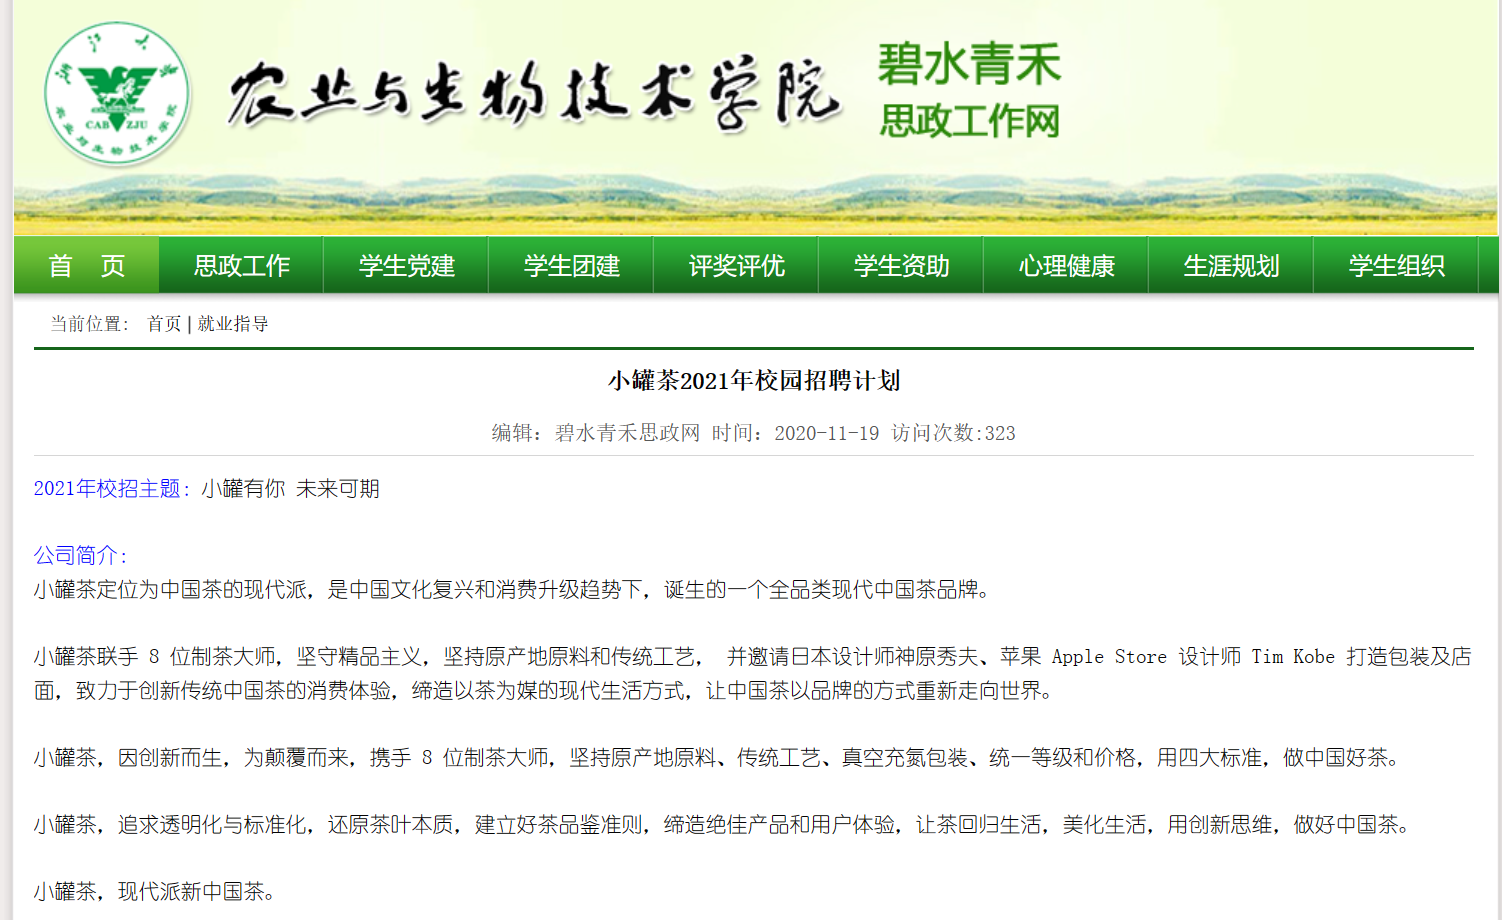 浙江大学
CAB ZJU
农业与生物技术学院
农业与生物技术学院
碧水青禾
思政工作网
首 页 思政工作 学生党建 学生团建 评奖评优 学生资助 心理健康 生涯规划 学生组织
当前位置： 首页 | 就业指导
小罐茶2021年校园招聘计划
编辑：碧水青禾思政网 时间：2020-11-19 访问次数:323
2021年校招主题：小罐有你 未来可期
公司简介：
小罐茶定位为中国茶的现代派，是中国文化复兴和消费升级趋势下，诞生的一个全品类现代中国茶品牌。
小罐茶联手 8 位制茶大师，坚守精品主义，坚持原产地原料和传统工艺， 并邀请日本设计师神原秀夫、苹果 Apple Store 设计师 Tim Kobe 打造包装及店
面，致力于创新传统中国茶的消费体验，缔造以茶为媒的现代生活方式，让中国茶以品牌的方式重新走向世界。
小罐茶，因创新而生，为颠覆而来，携手 8 位制茶大师，坚持原产地原料、传统工艺、真空充氮包装、统一等级和价格，用四大标准，做中国好茶。
小罐茶，追求透明化与标准化，还原茶叶本质，建立好茶品鉴准则，缔造绝佳产品和用户体验，让茶回归生活，美化生活，用创新思维，做好中国茶。
小罐茶，现代派新中国茶。